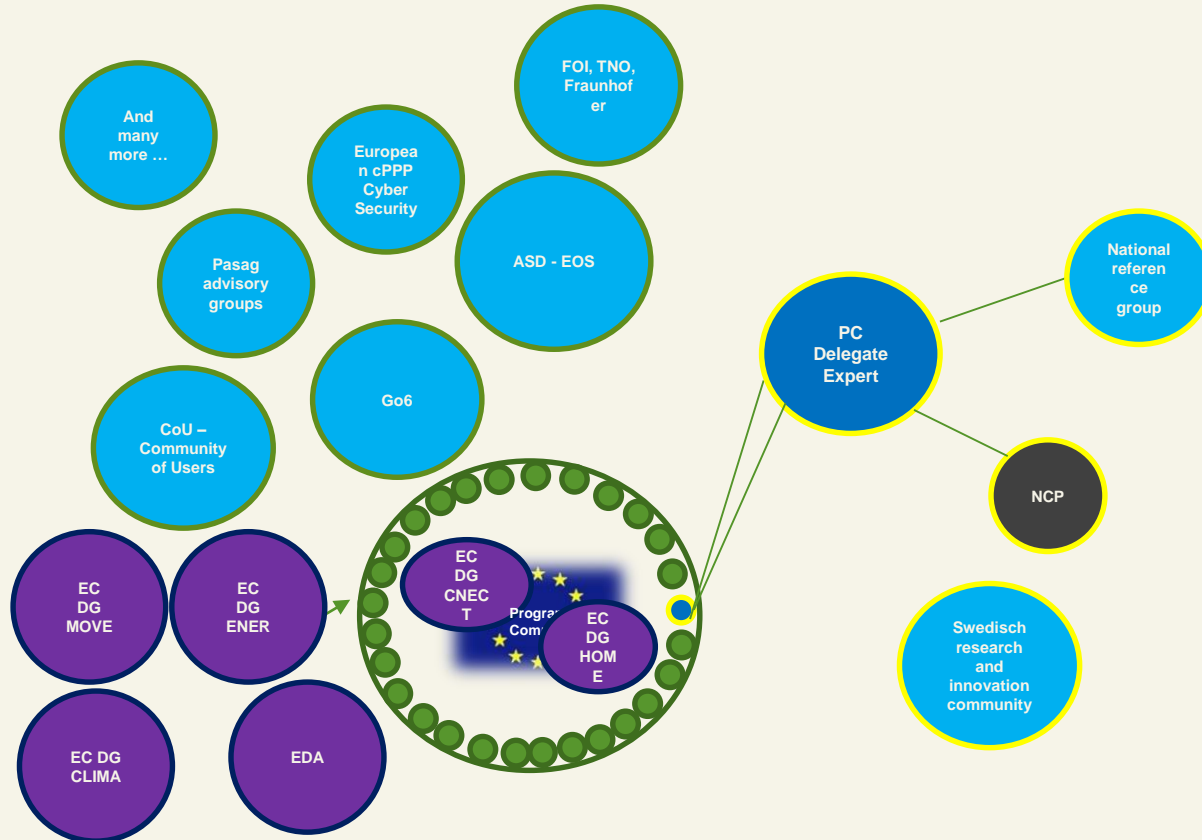 FOI, TNO,
Fraunhof
er
And
many
more ...
Europea
n cPPP
Cyber
Security
ASD - EOS
Pasag
advisory
groups
National
referen
ce
group
PC
Delegate
Expert
Go6
CoU –
Community
of Users
NCP
EC
DG
MOVE
EC
DG
ENER
EC
DG
CNEC
T
EC
DG
HOM
E
Swedisch
research
and
innovation
community
EC DG
CLIMA
EDA